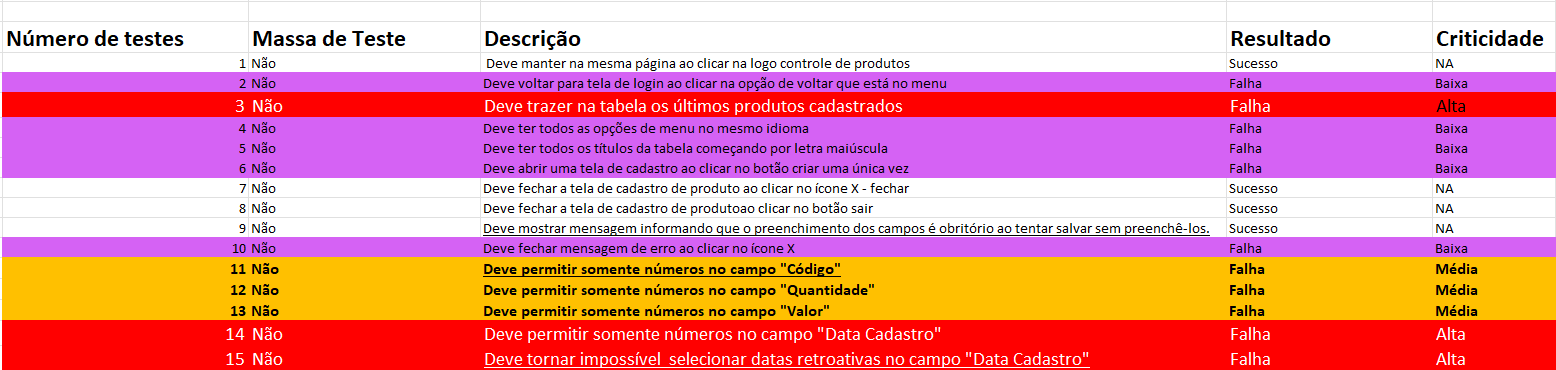 Número de testes Massa de Teste Descrição Resultado Criticidade
1 Não Deve manter na mesma página ao clicar na logo controle de produtos Sucesso NA
2 Não Deve voltar para tela de login ao clicar na opção de voltar que está no menu Falha Baixa
3 Não Deve trazer na tabela os últimos produtos cadastrados Falha Alta
4 Não Deve ter todos as opções de menu no mesmo idioma Falha Baixa
5 Não Deve ter todos os títulos da tabela começando por letra maiúscula Falha Baixa
6 Não Deve abrir uma tela de cadastro ao clicar no botão criar uma única vez Falha Baixa
7 Não Deve fechar a tela de cadastro de produto ao clicar no ícone X - fechar Sucesso NA
8 Não Deve fechar a tela de cadastro de produtoao clicar no botão sair Sucesso NA
9 Não Deve mostrar mensagem informando que o preenchimento dos campos é obritório ao tentar salvar sem preenchê-los. Sucesso NA
10 Não Deve fechar mensagem de erro ao clicar no ícone X Falha Baixa
11 Não Deve permitir somente números no campo "Código" Falha Média
12 Não Deve permitir somente números no campo "Quantidade" Falha Média
13 Não Deve permitir somente números no campo "Valor" Falha Média
14 Não Deve permitir somente números no campo "Data Cadastro" Falha Alta
15 Não Deve tornar impossível selecionar datas retroativas no campo "Data Cadastro" Falha Alta